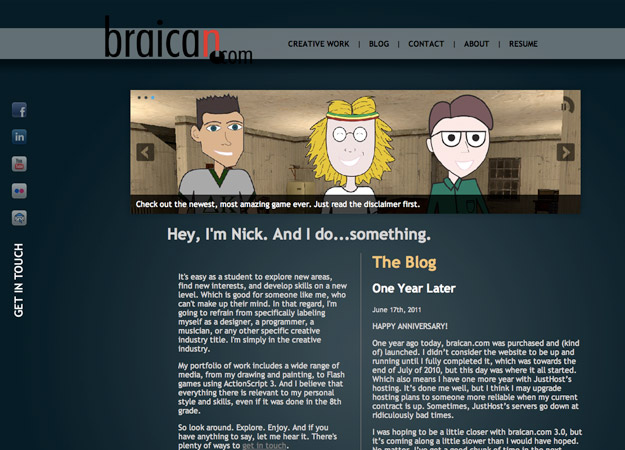 braican.com
CREATIVE WORK | BLOG | CONTACT | ABOUT | RESUME
Check out the newest, most amazing game ever. Just read the disclaimer first.
GET IN TOUCH
Hey, I'm Nick. And I do...something.
It's easy as a student to explore new areas,
find new interests, and develop skills on a new
level. Which is good for someone like me, who
can't make up their mind. In that regard, I'm
going to refrain from specifically labeling
myself as a designer, a programmer, a
musician, or any other specific creative
industry title. I'm simply in the creative
industry.
My portfolio of work includes a wide range of
media, from my drawing and painting, to Flash
games using ActionScript 3. And I believe that
everything there is relevant to my personal
style and skills, even if it was done in the 8th
grade.
So look around. Explore. Enjoy. And if you
have anything to say, let me hear it. There's
plenty of ways to get in touch.
The Blog
One Year Later
June 17th, 2011
HAPPY ANNIVERSARY!
One year ago today, braican.com was purchased and (kind
of) launched. I didn't consider the website to be up and
running until I fully completed it, which was towards the
end of July of 2010, but this day was where it all started.
Which also means I have one more year with JustHost's
hosting. It's done me well, but I think I may upgrade
hosting plans to someone more reliable when my current
contract is up. Sometimes, JustHost's servers go down at
ridiculously bad times.
I was hoping to be a little closer with braican.com 3.0, but
it's coming along a little slower than I would have hoped.
No matter, I've got a good chunk of time in the next